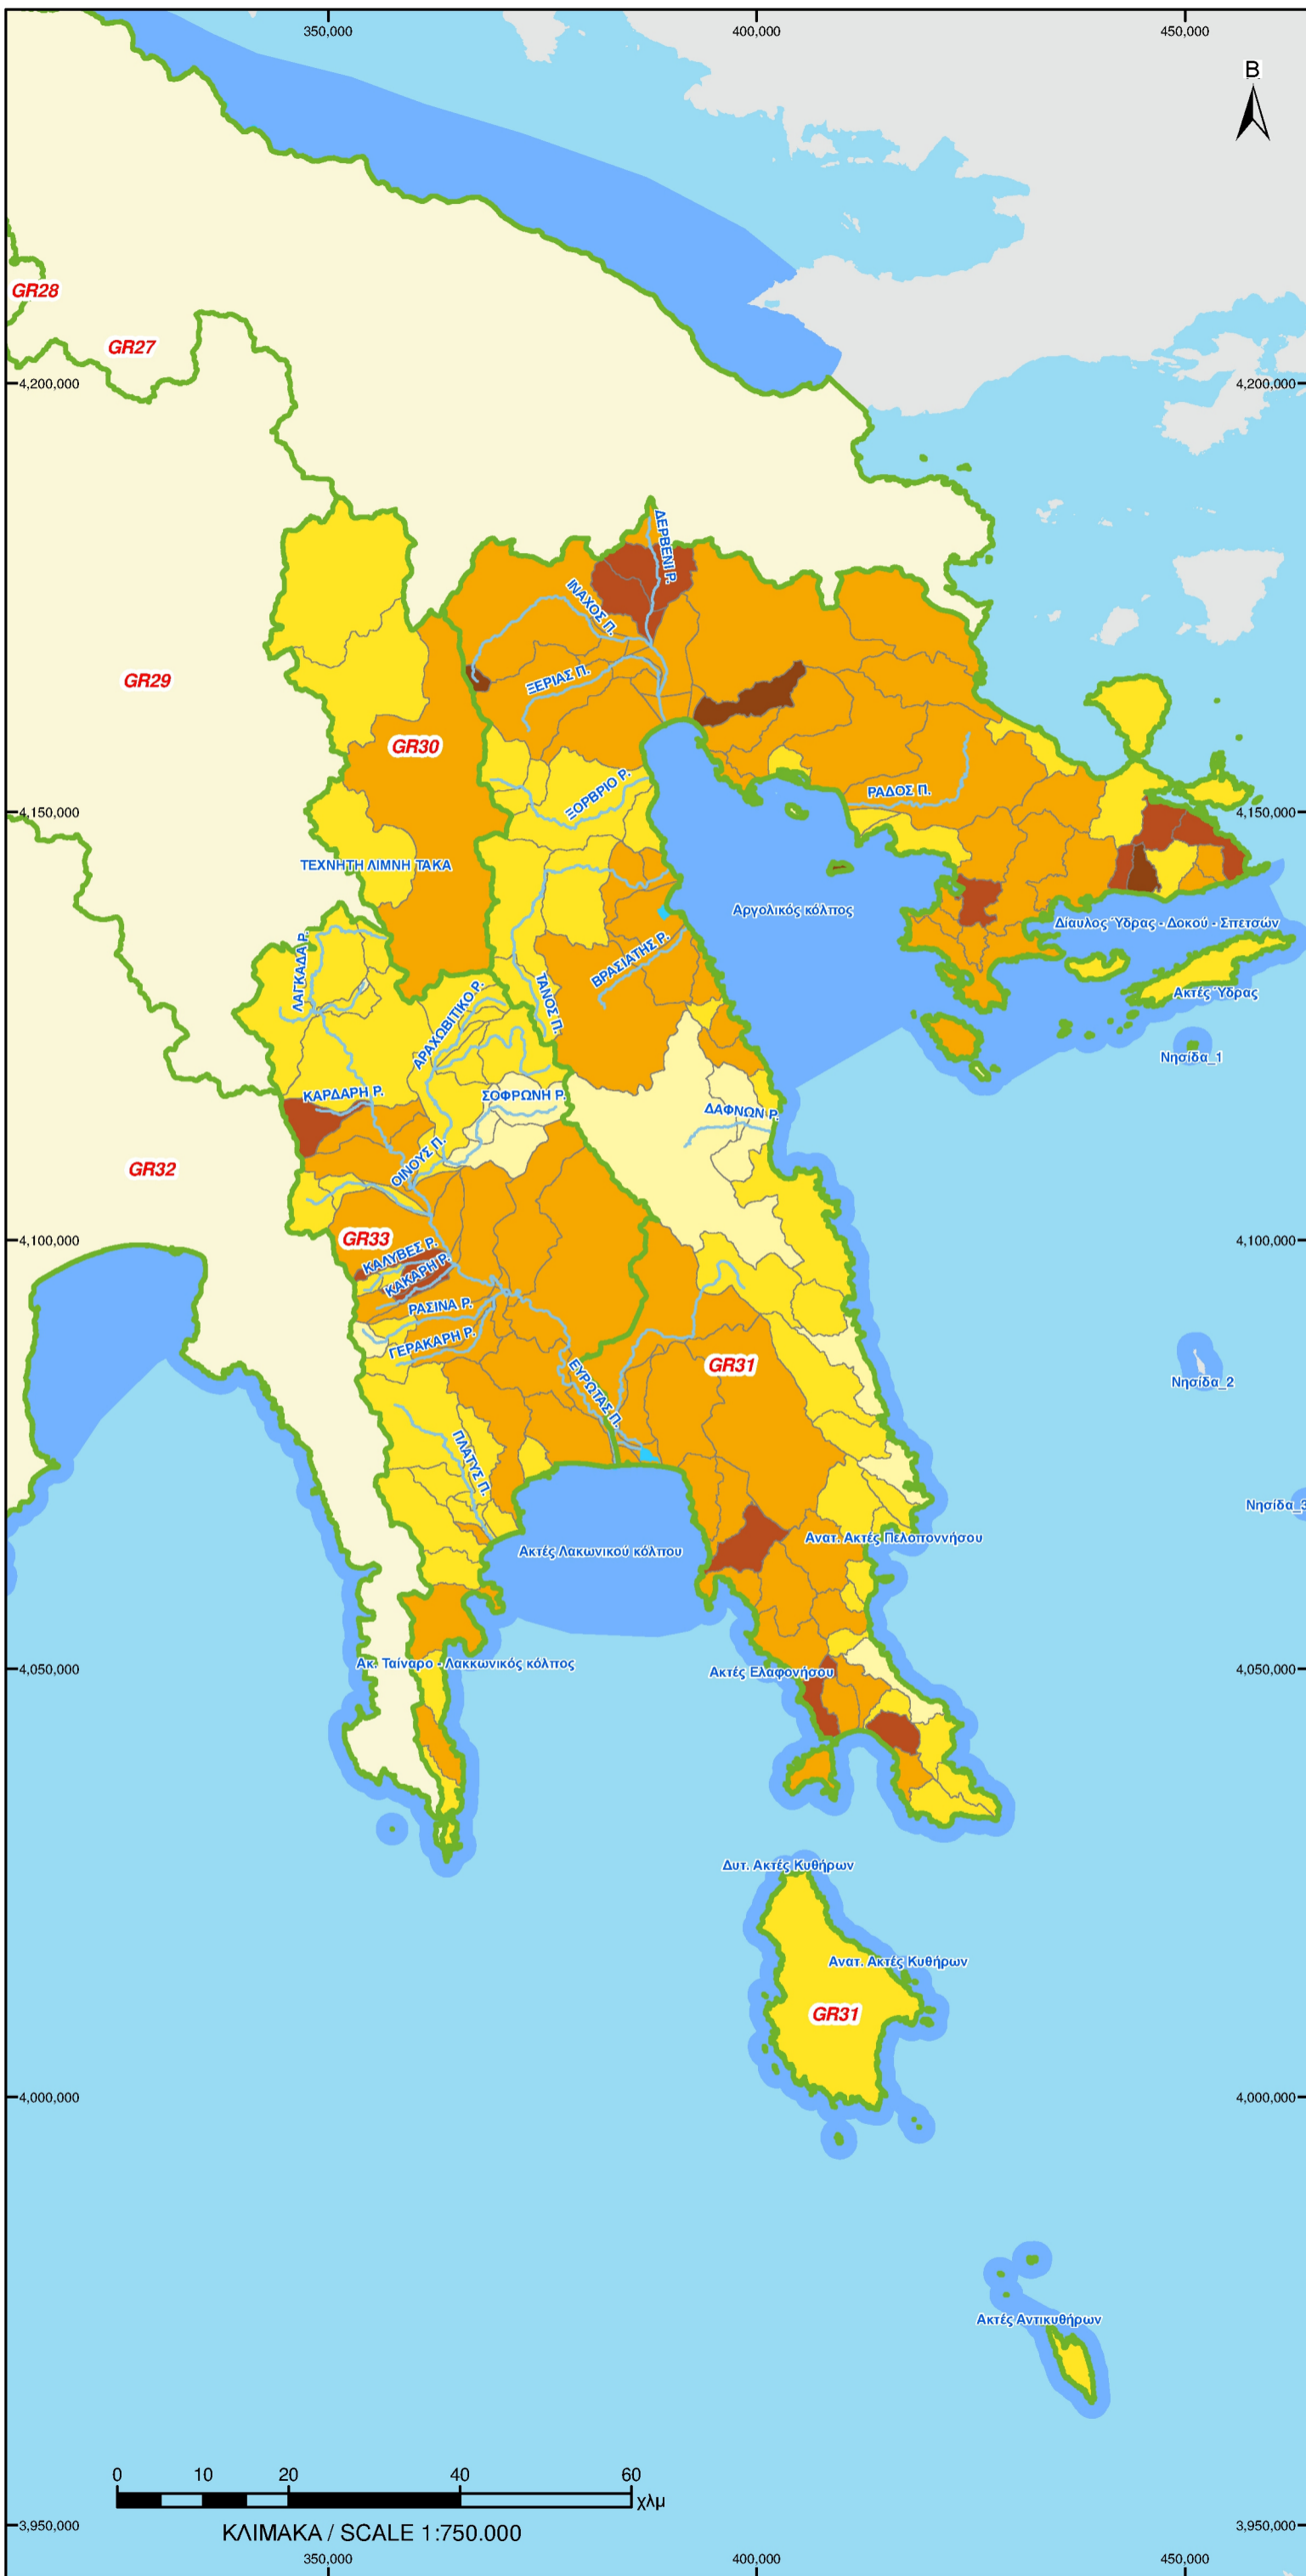 350,000
400,000
450,000
Β
GR28
GR27
4,200,000
4,200,000
ΔΕΡΒΕΝΙ Ρ.
ΙΝΑΧΟΣ Π.
ΞΕΡΙΑΣ Π.
GR29
GR30
ΞΟΡΒΡΙΟ Ρ.
ΡΑΔΟΣ Π.
4,150,000
4,150,000
ΤΕΧΝΗΤΗ ΛΙΜΝΗ ΤΑΚΑ
Αργολικός κόλπος
Δίαυλος Ύδρας - Δοκού - Σπετσών
ΒΡΑΣΙΑΤΗΣ Ρ.
ΛΑΓΚΑΔΑ Ρ.
ΤΑΝΟΣ Π.
Ακτές Ύδρας
ΑΡΑΧΩΒΙΤΙΚΟ Ρ.
Νησίδα_1
ΚΑΡΔΑΡΗ Ρ.
ΣΟΦΡΩΝΗ Ρ.
ΔΑΦΝΩΝ Ρ.
ΟΙΝΟΥΣ Π.
GR32
4,100,000
GR33
4,100,000
ΚΑΛΥΒΕΣ Ρ.
ΚΑΚΑΡΗ Ρ.
ΡΑΣΙΝΑ Ρ.
ΓΕΡΑΚΑΡΗ Ρ.
GR31
ΕΥΡΩΤΑΣ Π.
Νησίδα_2
ΠΛΑΤΥΣ Π.
Νησίδα_3
Ανατ. Ακτές Πελοποννήσου
Ακτές Λακωνικού κόλπου
Ακ. Ταίναρο - Λακκωνικός κόλπος
Ακτές Ελαφονήσου
4,050,000
4,050,000
Δυτ. Ακτές Κυθήρων
Ανατ. Ακτές Κυθήρων
GR31
4,000,000
4,000,000
Ακτές Αντικυθήρων
0 10 20 40 60
χλμ
ΚΛΙΜΑΚΑ / SCALE 1:750.000
3,950,000
3,950,000
350,000
400,000
450,000